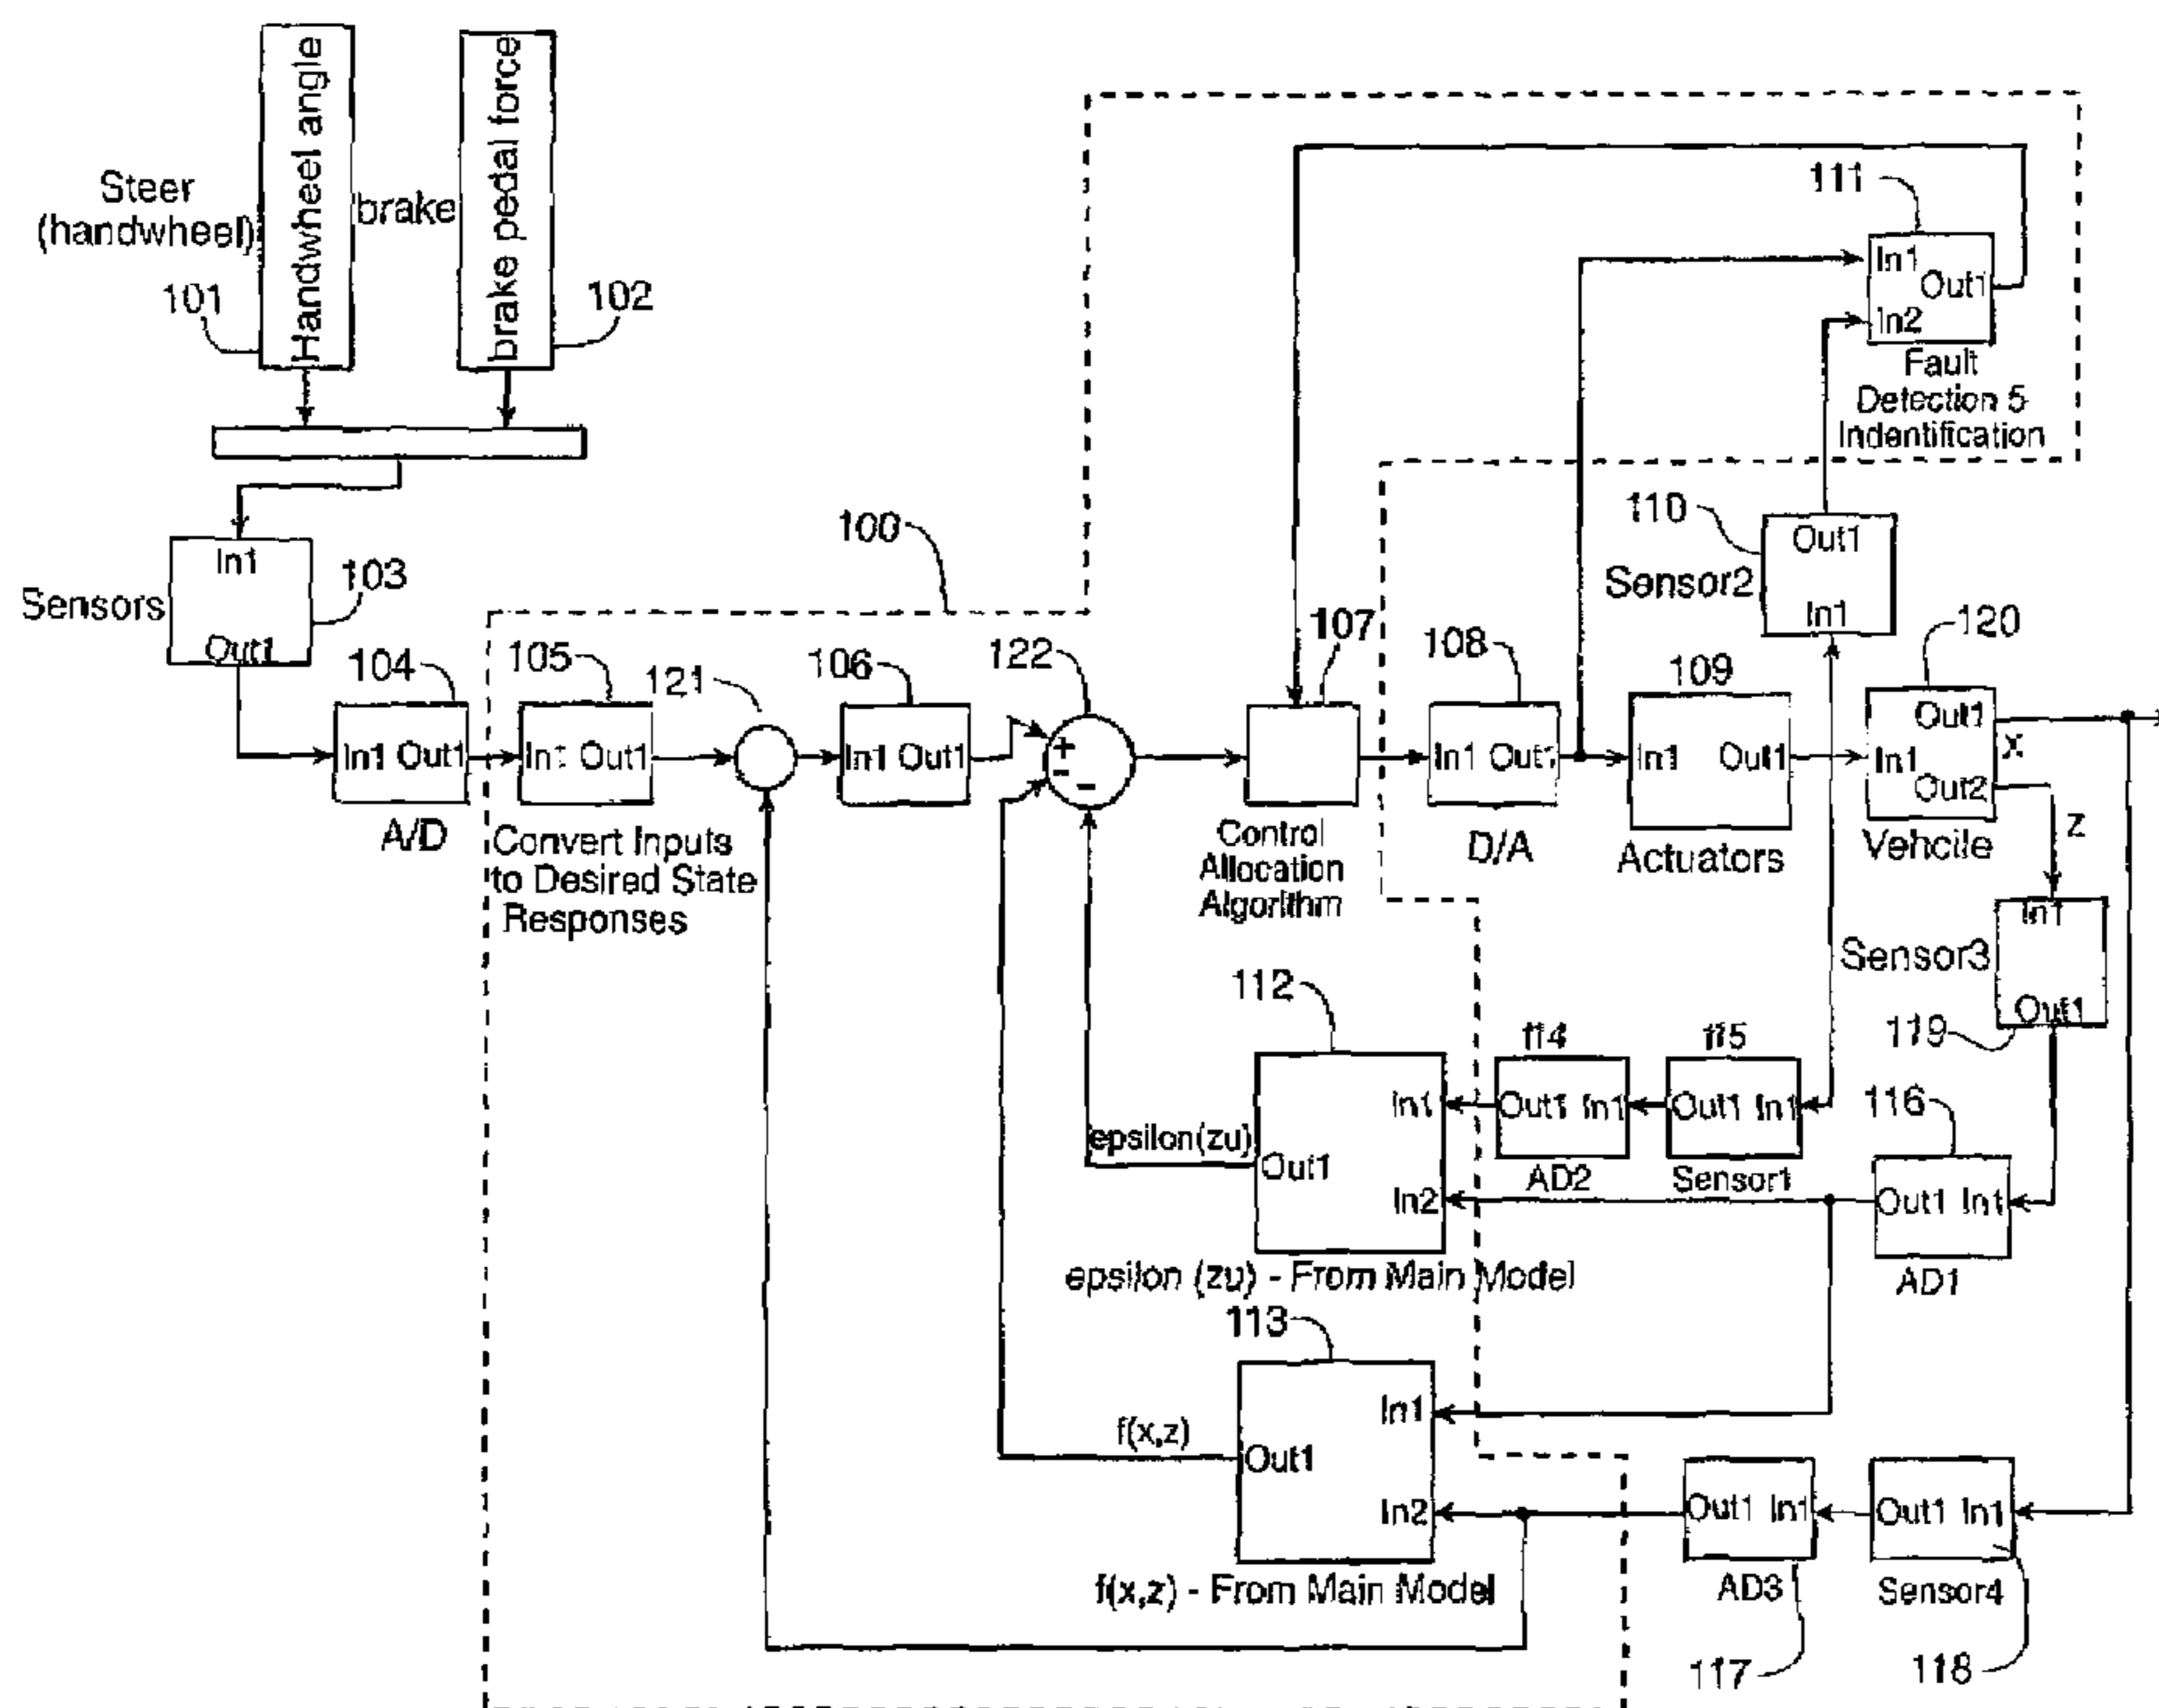 Handwheel angle
brake pedal force
Steer
(handwheel)
brake
101
102
111
In1
Out1
In2
Fault
Detection 5
Indentification
100
110
Out1
Sensor2
In1
In1
Sensors
103
Out1
104
In1 Out1
A/D
105
In1 Out1
Convert Inputs
to Desired State
Responses
121
106
In1 Out1
122
+
-
-
107
Control
Allocation
Algorithm
108
In1 Out1
D/A
109
In1 Out1
Actuators
120
Out1
In1
Out2
Vehcile
x
z
In1
Sensor3
Out1
119
112
In1
epsilon(zu)
Out1
In2
epsilon (zu) - From Main Model
114
Out1 In1
AD2
115
Out1 In1
Sensor1
116
Out1 In1
AD1
113
In1
f(x,z)
Out1
In2
f(x,z) - From Main Model
Out1 In1
AD3
117
Out1 In1
Sensor4
118